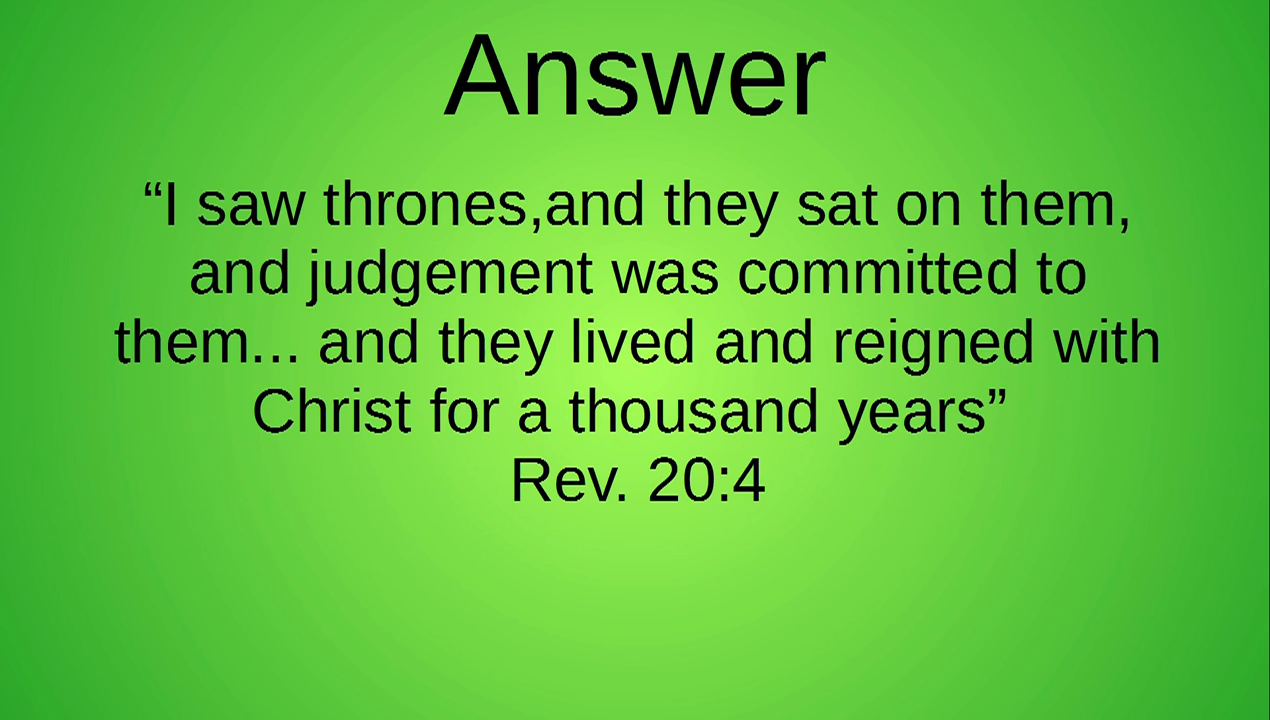 Answer
“I saw thrones,and they sat on them,
and judgement was committed to
them... and they lived and reigned with
Christ for a thousand years”
Rev. 20:4